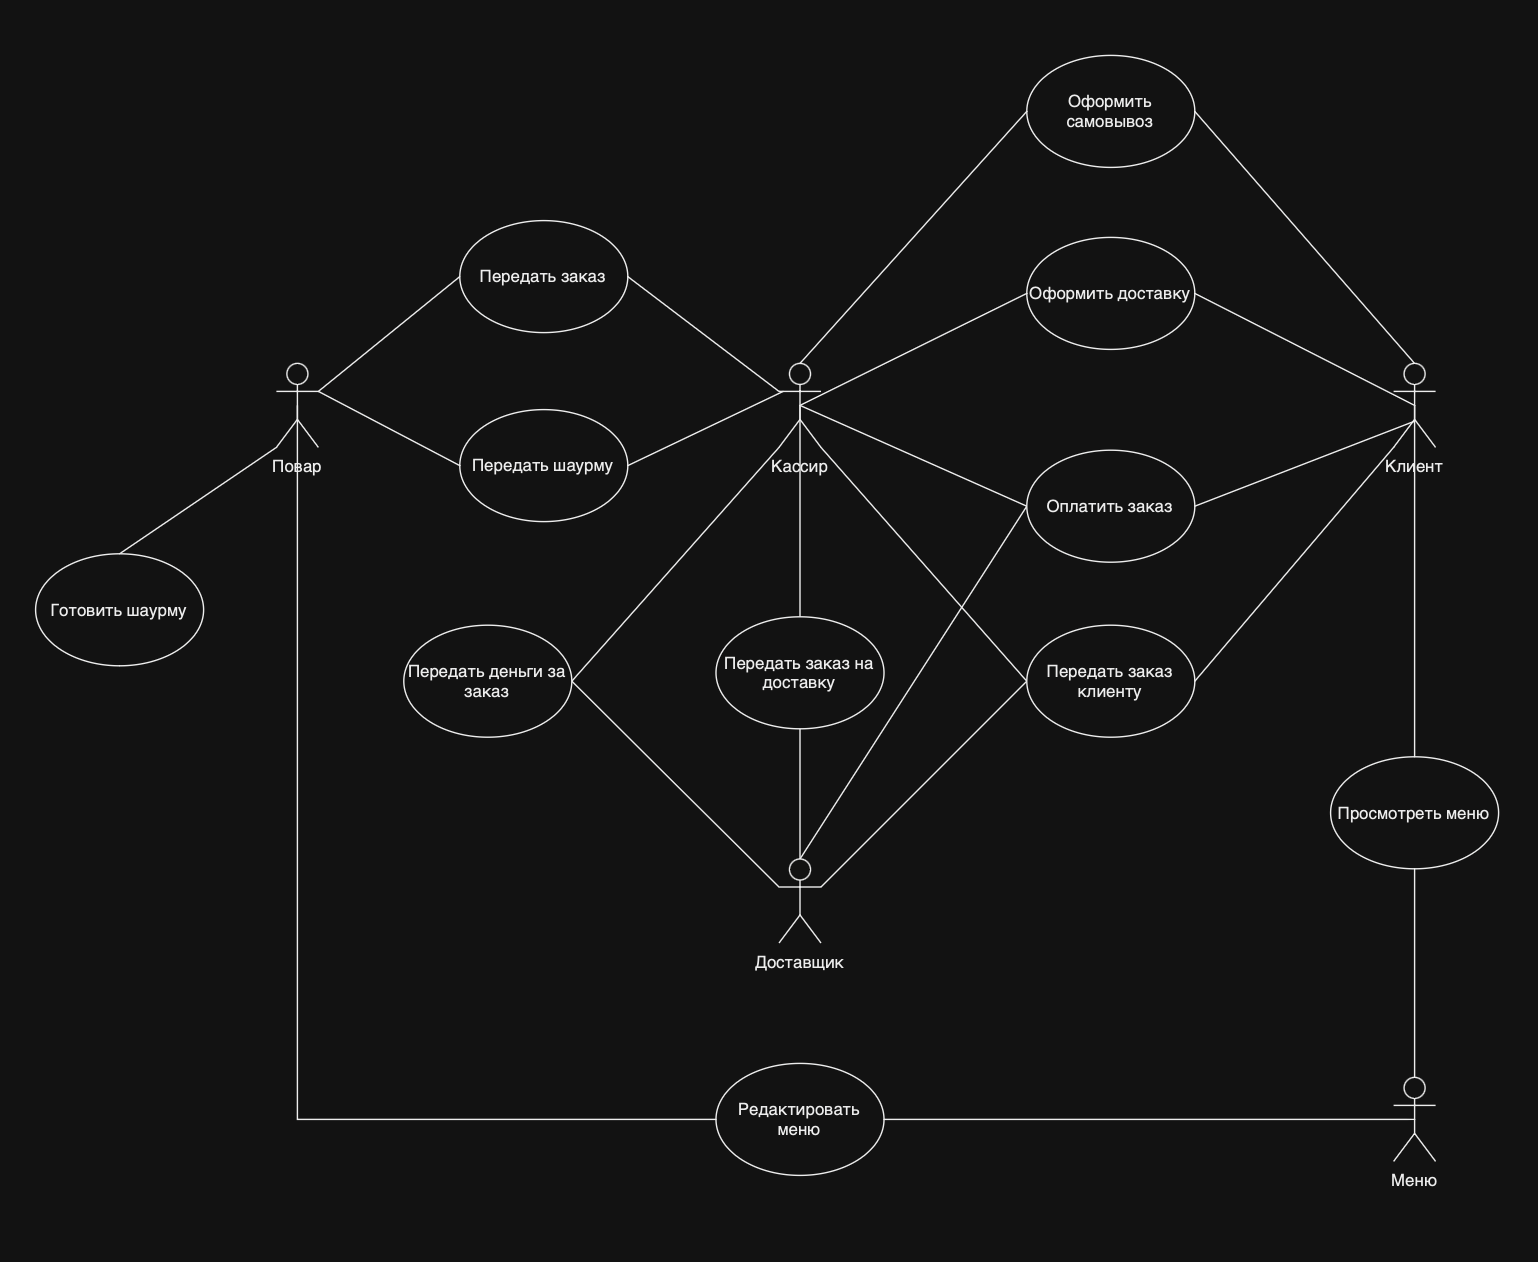 Оформить
самовывоз
Передать заказ
Оформить доставку
Передать шаурму
Повар
Кассир
Клиент
Оплатить заказ
Готовить шаурму
Передать деньги за
заказ
Передать заказ на
доставку
Передать заказ
клиенту
Просмотреть меню
Доставщик
Редактировать
меню
Меню